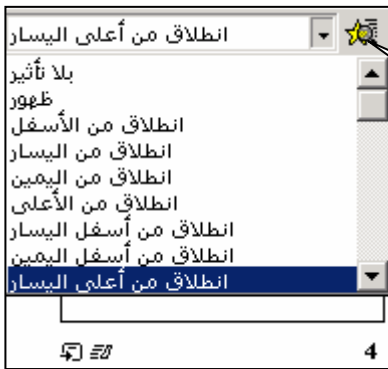 انطلاق من أعلى اليسار
بلا تأثير
ظهور
انطلاق من الأسفل
انطلاق من اليسار
انطلاق من اليمين
انطلاق من الأعلى
انطلاق من أسفل اليسار
انطلاق من أسفل اليمين
انطلاق من أعلى اليسار
4